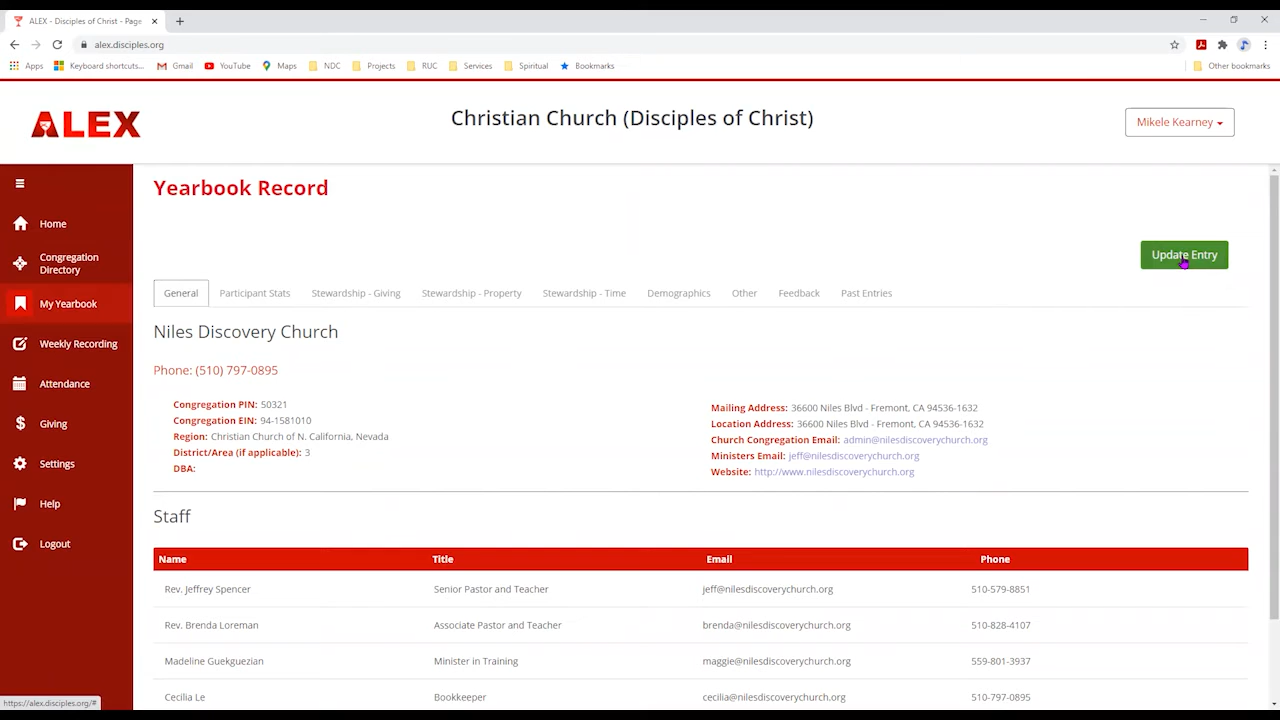 ALEX - Disciples of Christ - Page
alex.disciples.org
Apps Keyboard shortcuts... Gmail YouTube Maps NDC Projects RUC Services Spiritual Bookmarks Other bookmarks
ALEX
Christian Church (Disciples of Christ)
Mikele Kearney
Home
Congregation
Directory
My Yearbook
Weekly Recording
Attendance
Giving
Settings
Help
Logout
Yearbook Record
Update Entry
General Participant Stats Stewardship - Giving Stewardship - Property Stewardship - Time Demographics Other Feedback Past Entries
Niles Discovery Church
Phone: (510) 797-0895
Congregation PIN: 50321
Congregation EIN: 94-1581010
Region: Christian Church of N. California, Nevada
District/Area (if applicable): 3
DBA:
Mailing Address: 36600 Niles Blvd - Fremont, CA 94536-1632
Location Address: 36600 Niles Blvd - Fremont, CA 94536-1632
Church Congregation Email: admin@nilesdiscoverychurch.org
Ministers Email: jeff@nilesdiscoverychurch.org
Website: http://www.nilesdiscoverychurch.org
Staff
Name Title Email Phone
Rev. Jeffrey Spencer Senior Pastor and Teacher jeff@nilesdiscoverychurch.org 510-579-8851
Rev. Brenda Loreman Associate Pastor and Teacher brenda@nilesdiscoverychurch.org 510-828-4107
Madeline Guekguezian Minister in Training maggie@nilesdiscoverychurch.org 559-801-3937
Cecilia Le Bookkeeper cecilia@nilesdiscoverychurch.org 510-797-0895
https://alex.disciples.org/#